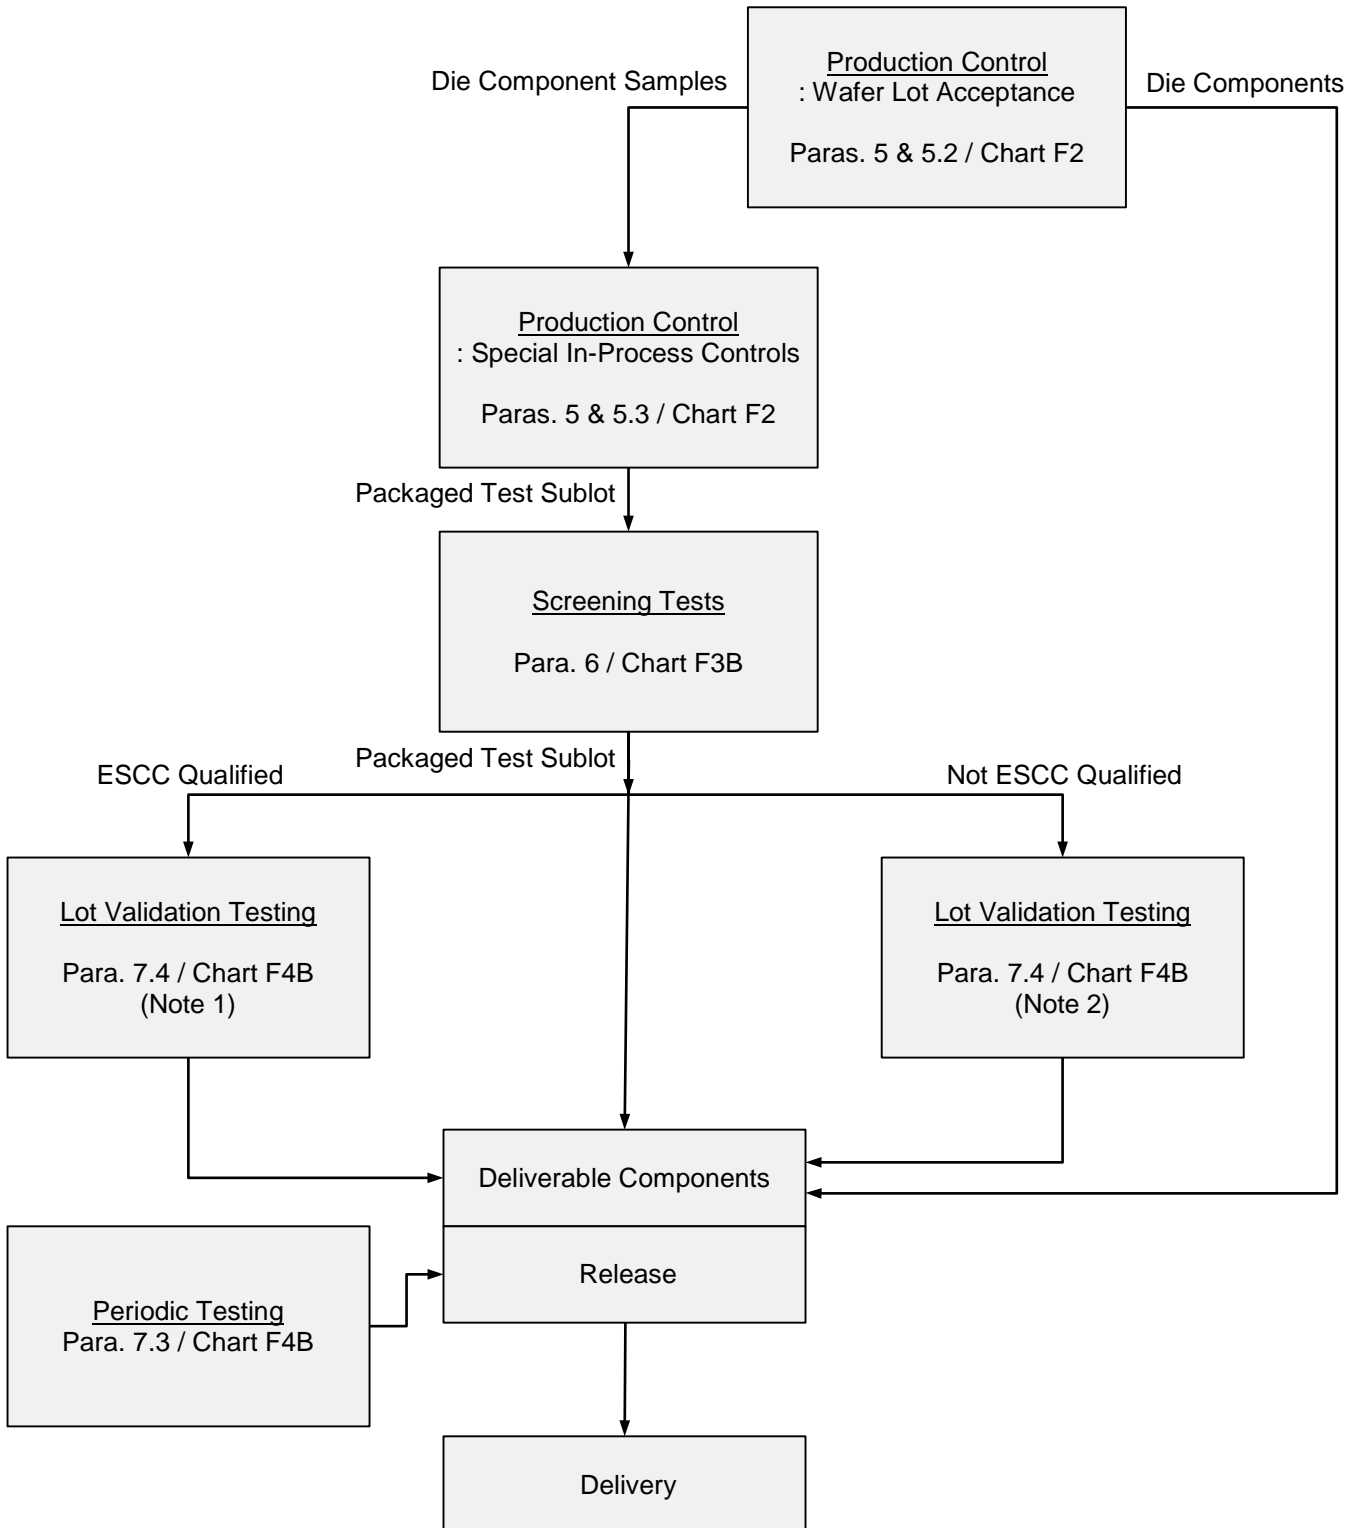 Production Control
: Wafer Lot Acceptance
Paras. 5 & 5.2 / Chart F2
Die Component Samples
Die Components
Production Control
: Special In-Process Controls
Paras. 5 & 5.3 / Chart F2
Packaged Test Sublot
Screening Tests
Para. 6 / Chart F3B
Packaged Test Sublot
ESCC Qualified
Not ESCC Qualified
Lot Validation Testing
Para. 7.4 / Chart F4B
(Note 1)
Lot Validation Testing
Para. 7.4 / Chart F4B
(Note 2)
Deliverable Components
Release
Periodic Testing
Para. 7.3 / Chart F4B
Delivery